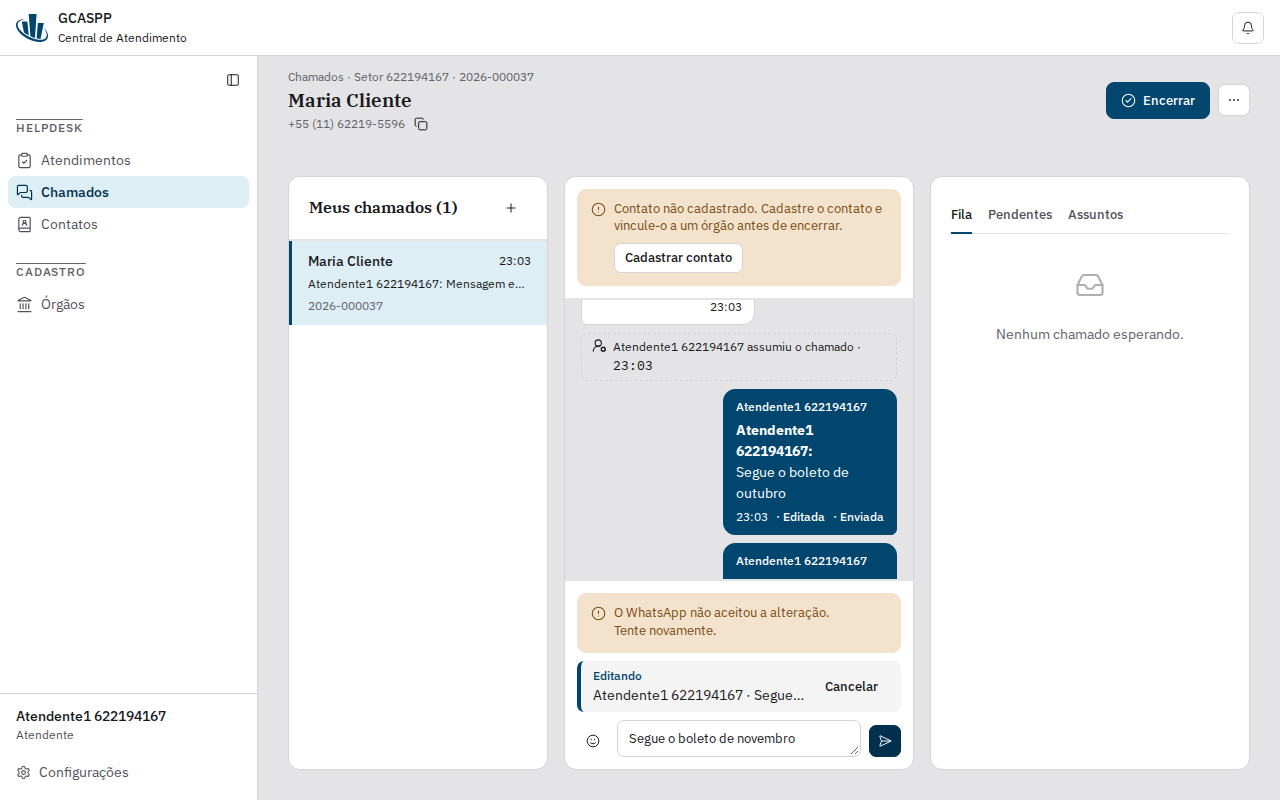 GCASPP
Central de Atendimento
HELPDESK
Atendimentos
Chamados
Contatos
CADASTRO
Órgãos
Atendente1 622194167
Atendente
Configurações
Chamados · Setor 622194167 · 2026-000037
Maria Cliente
+55 (11) 62219-5596
Encerrar
Meus chamados (1)
Maria Cliente 23:03
Atendente1 622194167: Mensagem e...
2026-000037
Contato não cadastrado. Cadastre o contato e
vincule-o a um órgão antes de encerrar.
Cadastrar contato
23:03
Atendente1 622194167 assumiu o chamado ·
23:03
Atendente1 622194167
Atendente1
622194167:
Segue o boleto de
outubro
23:03 · Editada · Enviada
Atendente1 622194167
O WhatsApp não aceitou a alteração.
Tente novamente.
Editando
Atendente1 622194167 · Segue...
Cancelar
Segue o boleto de novembro
Fila Pendentes Assuntos
Nenhum chamado esperando.